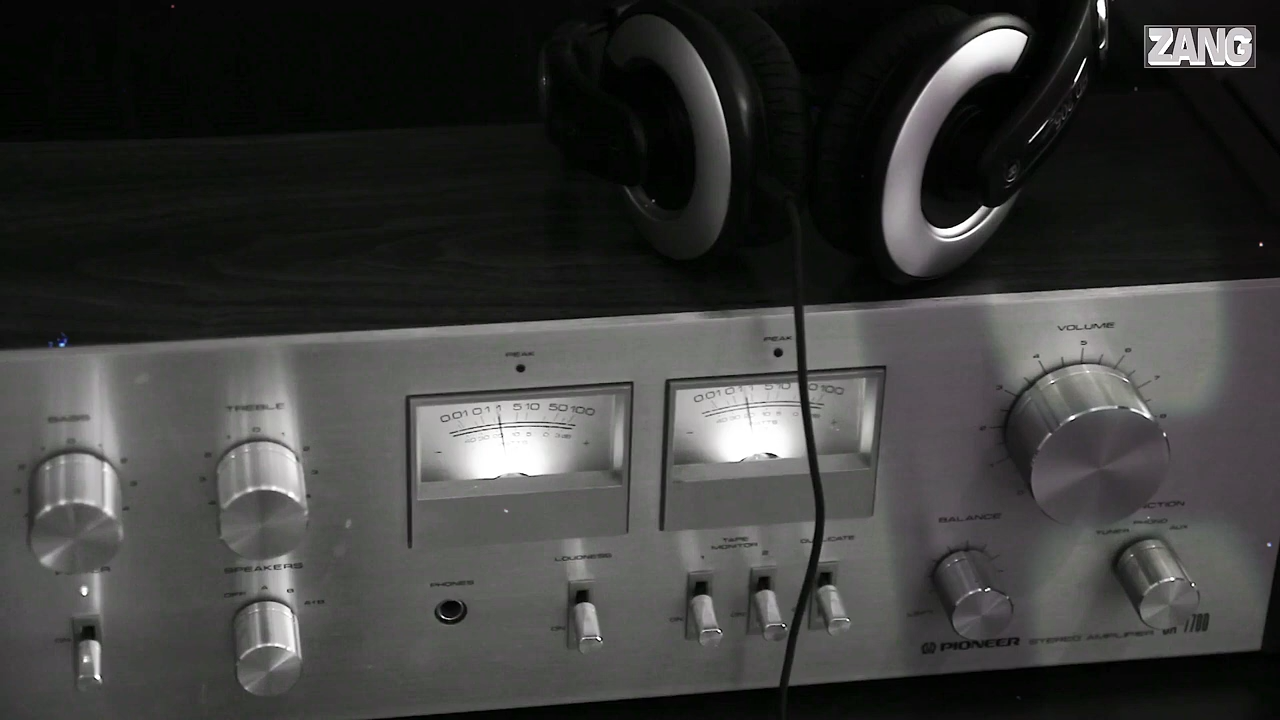 ZANG
VOLUME
PEAK
PEAK
0.01 0.1 1 5 10 50 100
0.01 0.1 1 5 10 50 100
BASS
TREBLE
BALANCE
TUNER PHONO AUX
TAPE
MONITOR
1 2
DUPLICATE
LOUDNESS
PHONES
SPEAKERS
OFF A B A+B
ON
ON
ON
LEFT
PIONEER STEREO AMPLIFIER